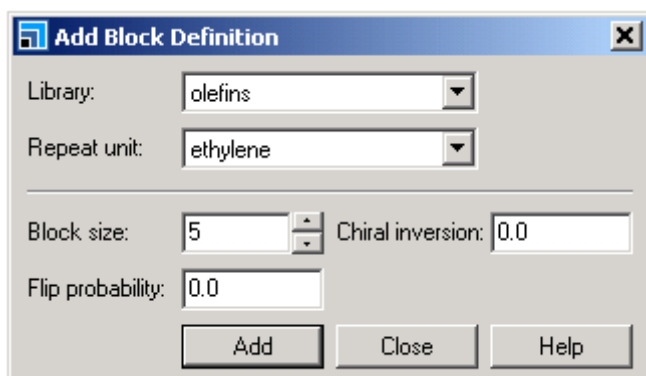 Add Block Definition
Library: olefins
Repeat unit: ethylene
Block size: 5 Chiral inversion: 0.0
Flip probability: 0.0
Add Close Help